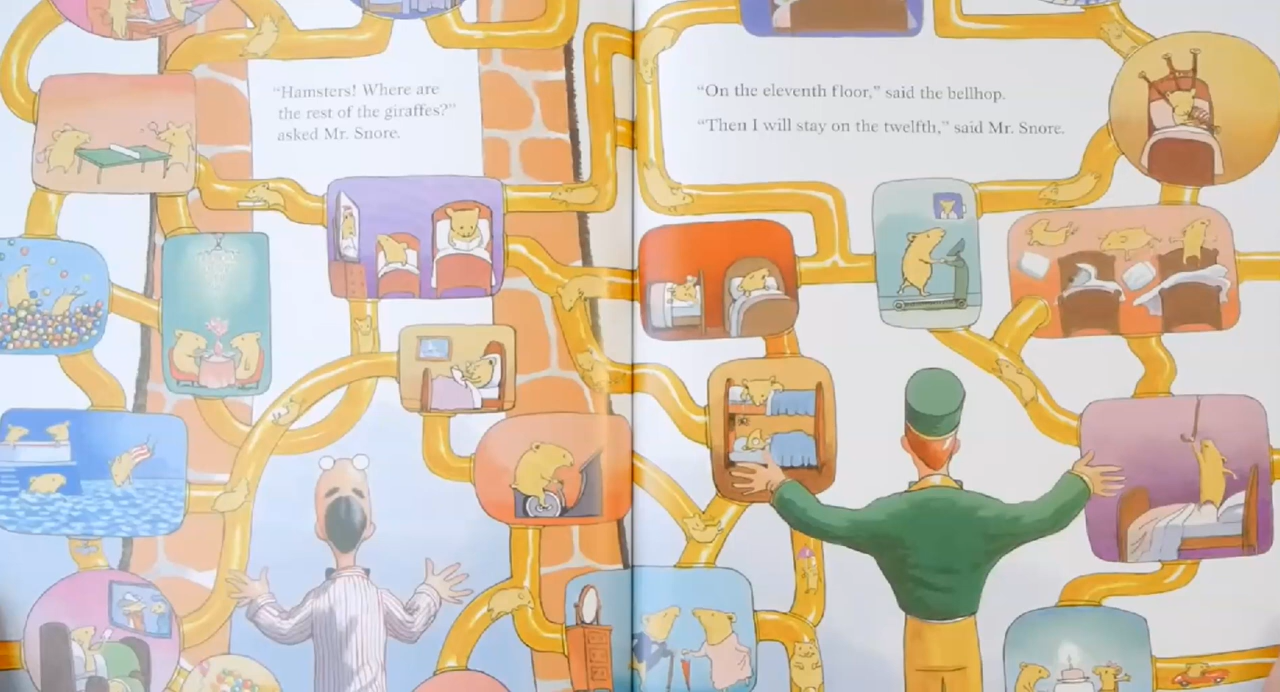 "Hamsters! Where are
the rest of the giraffes?"
asked Mr. Snore.
"On the eleventh floor," said the bellhop.
"Then I will stay on the twelfth," said Mr. Snore.